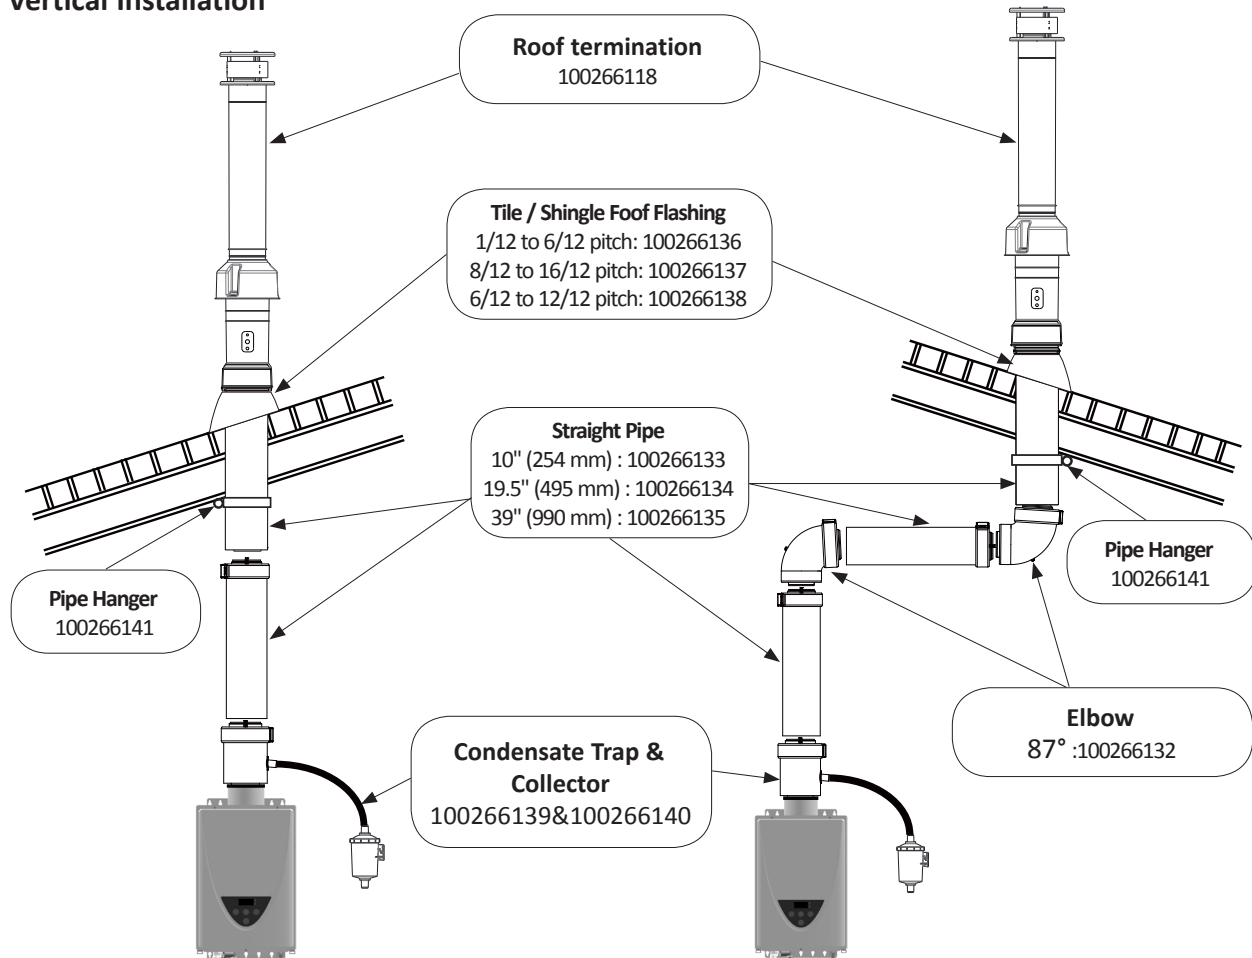 Vertical Installation
Roof termination
100266118
Tile / Shingle Foof Flashing
1/12 to 6/12 pitch: 100266136
8/12 to 16/12 pitch: 100266137
6/12 to 12/12 pitch: 100266138
Straight Pipe
10" (254 mm) : 100266133
19.5" (495 mm) : 100266134
39" (990 mm) : 100266135
Pipe Hanger
100266141
Pipe Hanger
100266141
Elbow
87° :100266132
Condensate Trap &
Collector
100266139&100266140